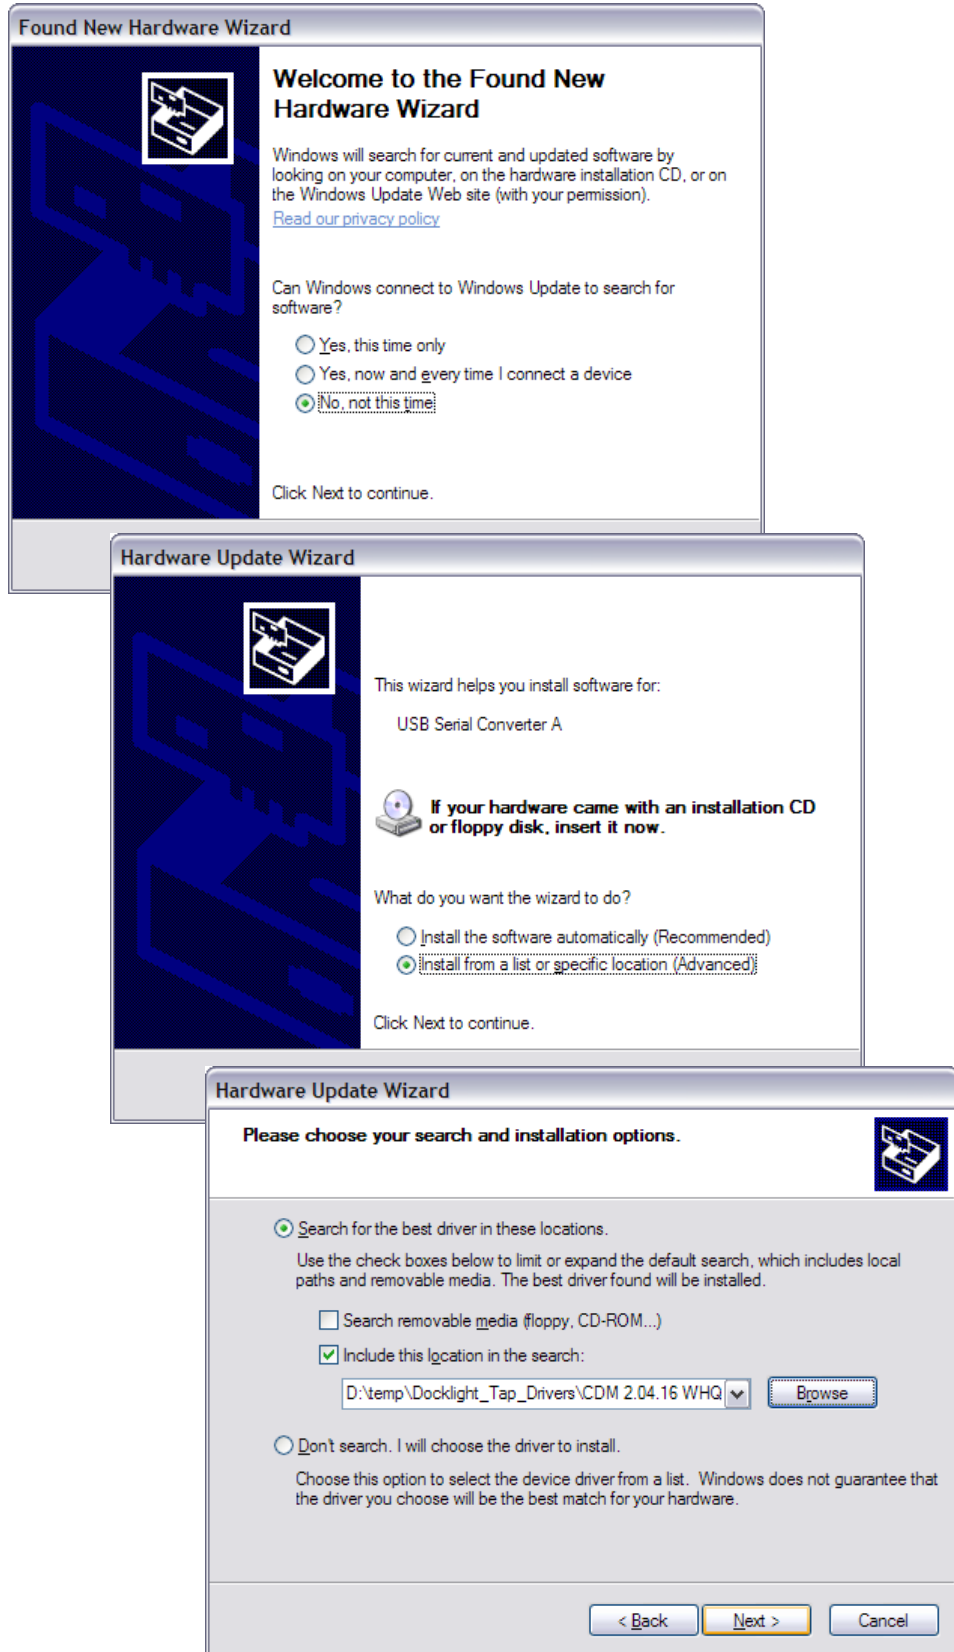 Found New Hardware Wizard
Welcome to the Found New
Hardware Wizard
Windows will search for current and updated software by
looking on your computer, on the hardware installation CD, or on
the Windows Update Web site (with your permission).
Read our privacy policy
Can Windows connect to Windows Update to search for
software?
Yes, this time only
Yes, now and every time I connect a device
No, not this time
Click Next to continue.
Hardware Update Wizard
This wizard helps you install software for:
USB Serial Converter A
If your hardware came with an installation CD
or floppy disk, insert it now.
What do you want the wizard to do?
Install the software automatically (Recommended)
Install from a list or specific location (Advanced)
Click Next to continue.
Hardware Update Wizard
Please choose your search and installation options.
Search for the best driver in these locations.
Use the check boxes below to limit or expand the default search, which includes local
paths and removable media. The best driver found will be installed.
Search removable media (floppy, CD-ROM...)
Include this location in the search:
D:\temp\Docklight_Tap_Drivers\CDM 2.04.16 WHQ
Browse
Don't search. I will choose the driver to install.
Choose this option to select the device driver from a list. Windows does not guarantee that
the driver you choose will be the best match for your hardware.
< Back Next > Cancel